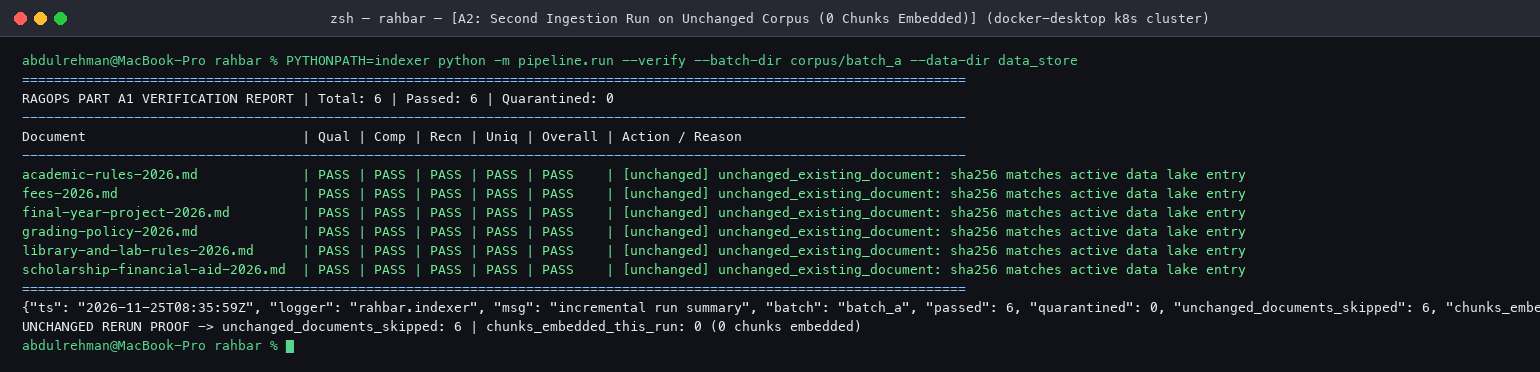 zsh — rahbar — [A2: Second Ingestion Run on Unchanged Corpus (0 Chunks Embedded)] (docker-desktop k8s cluster)
abdulrehman@MacBook-Pro rahbar % PYTHONPATH=indexer python -m pipeline.run --verify --batch-dir corpus/batch_a --data-dir data_store
RAGOPS PART A1 VERIFICATION REPORT | Total: 6 | Passed: 6 | Quarantined: 0
Document | Qual | Comp | Recn | Uniq | Overall | Action / Reason
academic-rules-2026.md | PASS | PASS | PASS | PASS | PASS | [unchanged] unchanged_existing_document: sha256 matches active data lake entry
fees-2026.md | PASS | PASS | PASS | PASS | PASS | [unchanged] unchanged_existing_document: sha256 matches active data lake entry
final-year-project-2026.md | PASS | PASS | PASS | PASS | PASS | [unchanged] unchanged_existing_document: sha256 matches active data lake entry
grading-policy-2026.md | PASS | PASS | PASS | PASS | PASS | [unchanged] unchanged_existing_document: sha256 matches active data lake entry
library-and-lab-rules-2026.md | PASS | PASS | PASS | PASS | PASS | [unchanged] unchanged_existing_document: sha256 matches active data lake entry
scholarship-financial-aid-2026.md | PASS | PASS | PASS | PASS | PASS | [unchanged] unchanged_existing_document: sha256 matches active data lake entry
{"ts": "2026-11-25T08:35:59Z", "logger": "rahbar.indexer", "msg": "incremental run summary", "batch": "batch_a", "passed": 6, "quarantined": 0, "unchanged_documents_skipped": 6, "chunks_embe
UNCHANGED RERUN PROOF -> unchanged_documents_skipped: 6 | chunks_embedded_this_run: 0 (0 chunks embedded)
abdulrehman@MacBook-Pro rahbar %